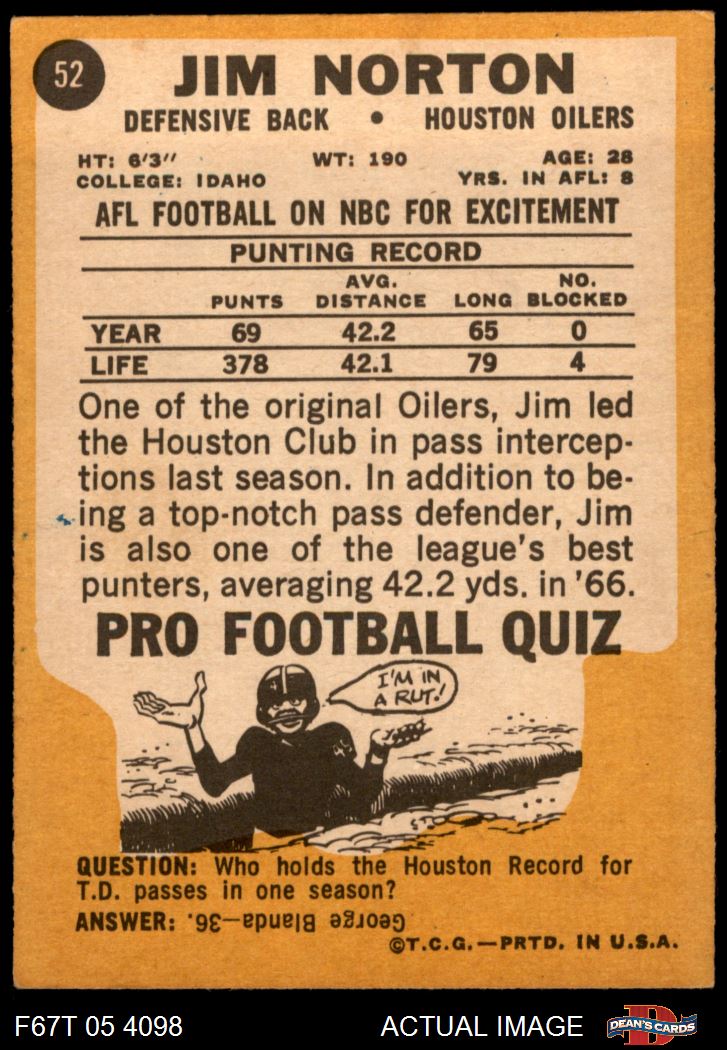 52
JIM NORTON
DEFENSIVE BACK • HOUSTON OILERS
HT: 6'3" WT: 190 AGE: 28
COLLEGE: IDAHO YRS. IN AFL: 8
AFL FOOTBALL ON NBC FOR EXCITEMENT
PUNTING RECORD
PUNTS AVG. DISTANCE LONG NO. BLOCKED
YEAR 69 42.2 65 0
LIFE 378 42.1 79 4
One of the original Oilers, Jim led
the Houston Club in pass intercep-
tions last season. In addition to be-
ing a top-notch pass defender, Jim
is also one of the league's best
punters, averaging 42.2 yds. in '66.
PRO FOOTBALL QUIZ
I'M IN
A RUT!
QUESTION: Who holds the Houston Record for
T.D. passes in one season?
ANSWER: George Blanda—36.
©T.C.G.—PRTD. IN U.S.A.
F67T 05 4098 ACTUAL IMAGE D DEAN'S CARDS